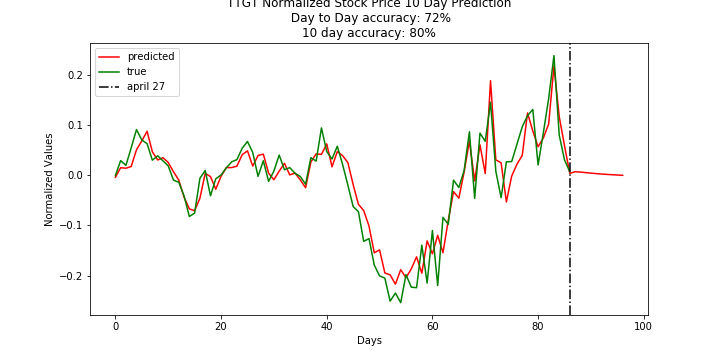 TTGT Normalized Stock Price 10 Day Prediction
Day to Day accuracy: 72%
10 day accuracy: 80%
predicted
true
april 27
Normalized Values
0.2
0.1
0.0
−0.1
−0.2
0 20 40 60 80 100
Days